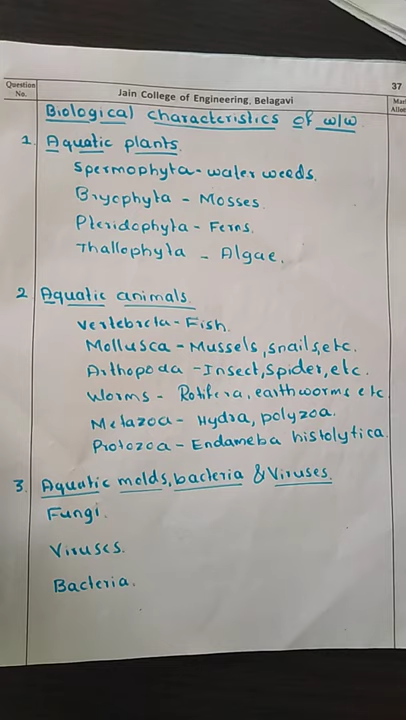 Question No.
Jain College of Engineering, Belagavi
37
Biological characteristics of w/w
1. Aquatic plants
Spermophyta - water weeds.
Bryophyta - Mosses.
Pteridophyta - Ferns.
Thallophyta - Algae.
2 Aquatic animals.
Vertebrata - Fish.
Mollusca - Mussels, snails, etc.
Arthopoda - Insect, Spider, etc.
Worms - Rotifera, earthworms etc
Metazoa - Hydra, polyzoa.
Protozoa - Endameba histolytica.
3. Aquatic molds, bacteria & Viruses.
Fungi.
Viruses.
Bacteria.